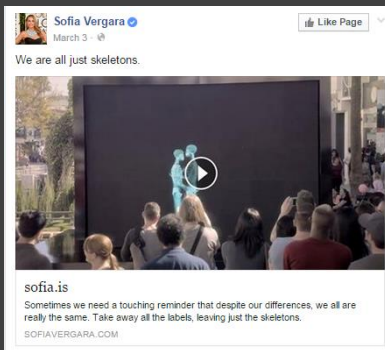 Sofia Vergara
Like Page
March 3 ·
We are all just skeletons.
sofia.is
Sometimes we need a touching reminder that despite our differences, we all are
really the same. Take away all the labels, leaving just the skeletons.
SOFIAVERGARA.COM